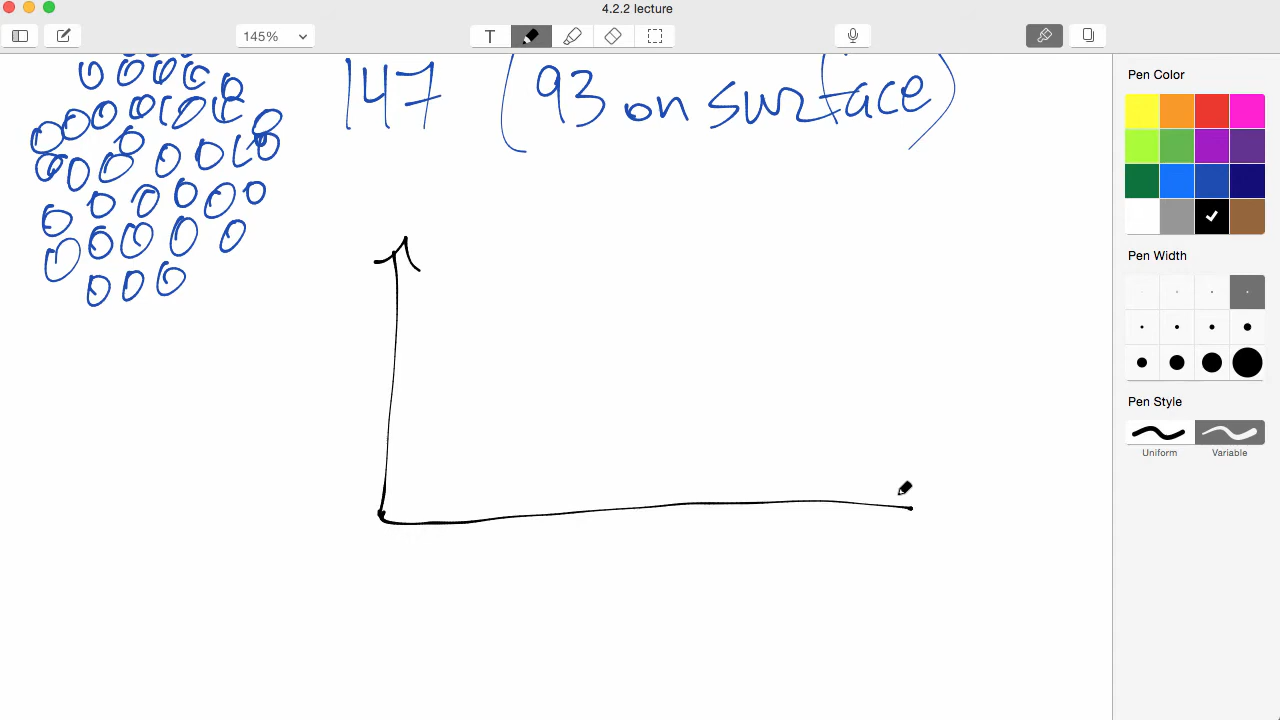 4.2.2 lecture
145%
T
147 (93 on surface)
Pen Color
Pen Width
Pen Style
Uniform Variable